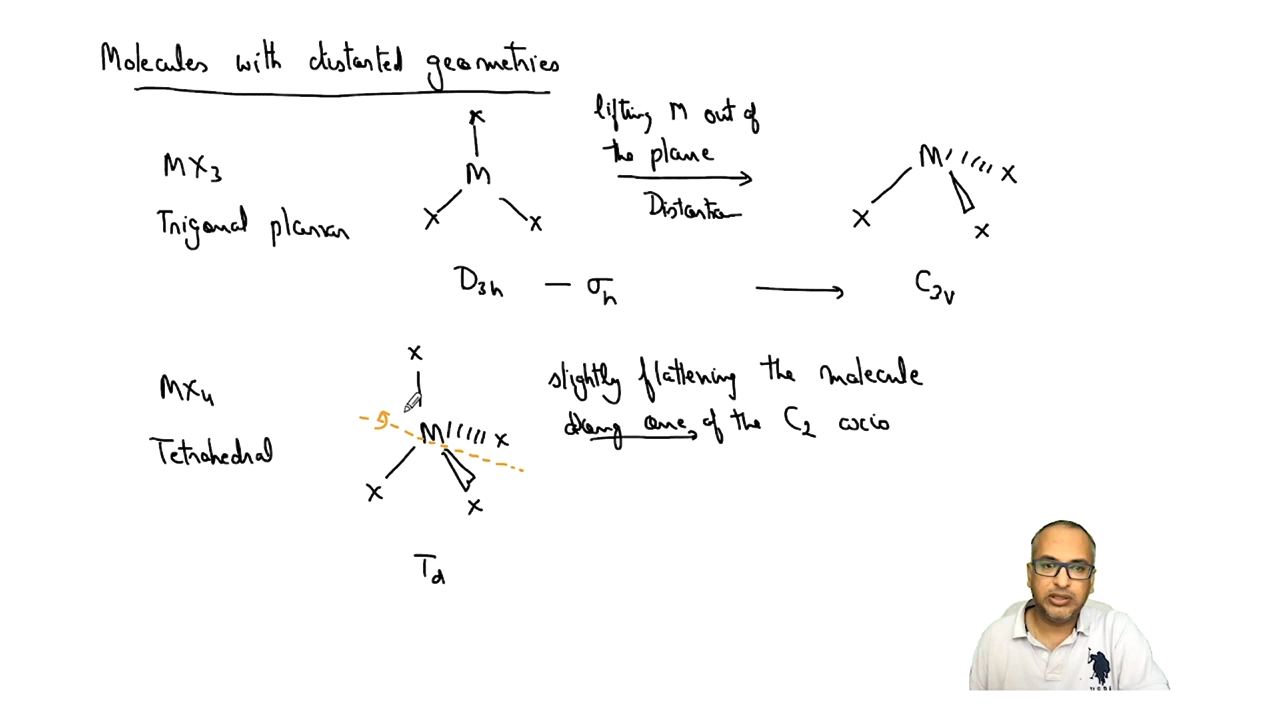 Molecules with distorted geometries
lifting M out of
the plane
Distortion
MX3
Trigonal planar
X
M
X
X
M
X
X
X
D3h – σh
C3v
MX4
Tetrahedral
X
M
X
X
X
Td
slightly flattening the molecule
along one of the C2 axis